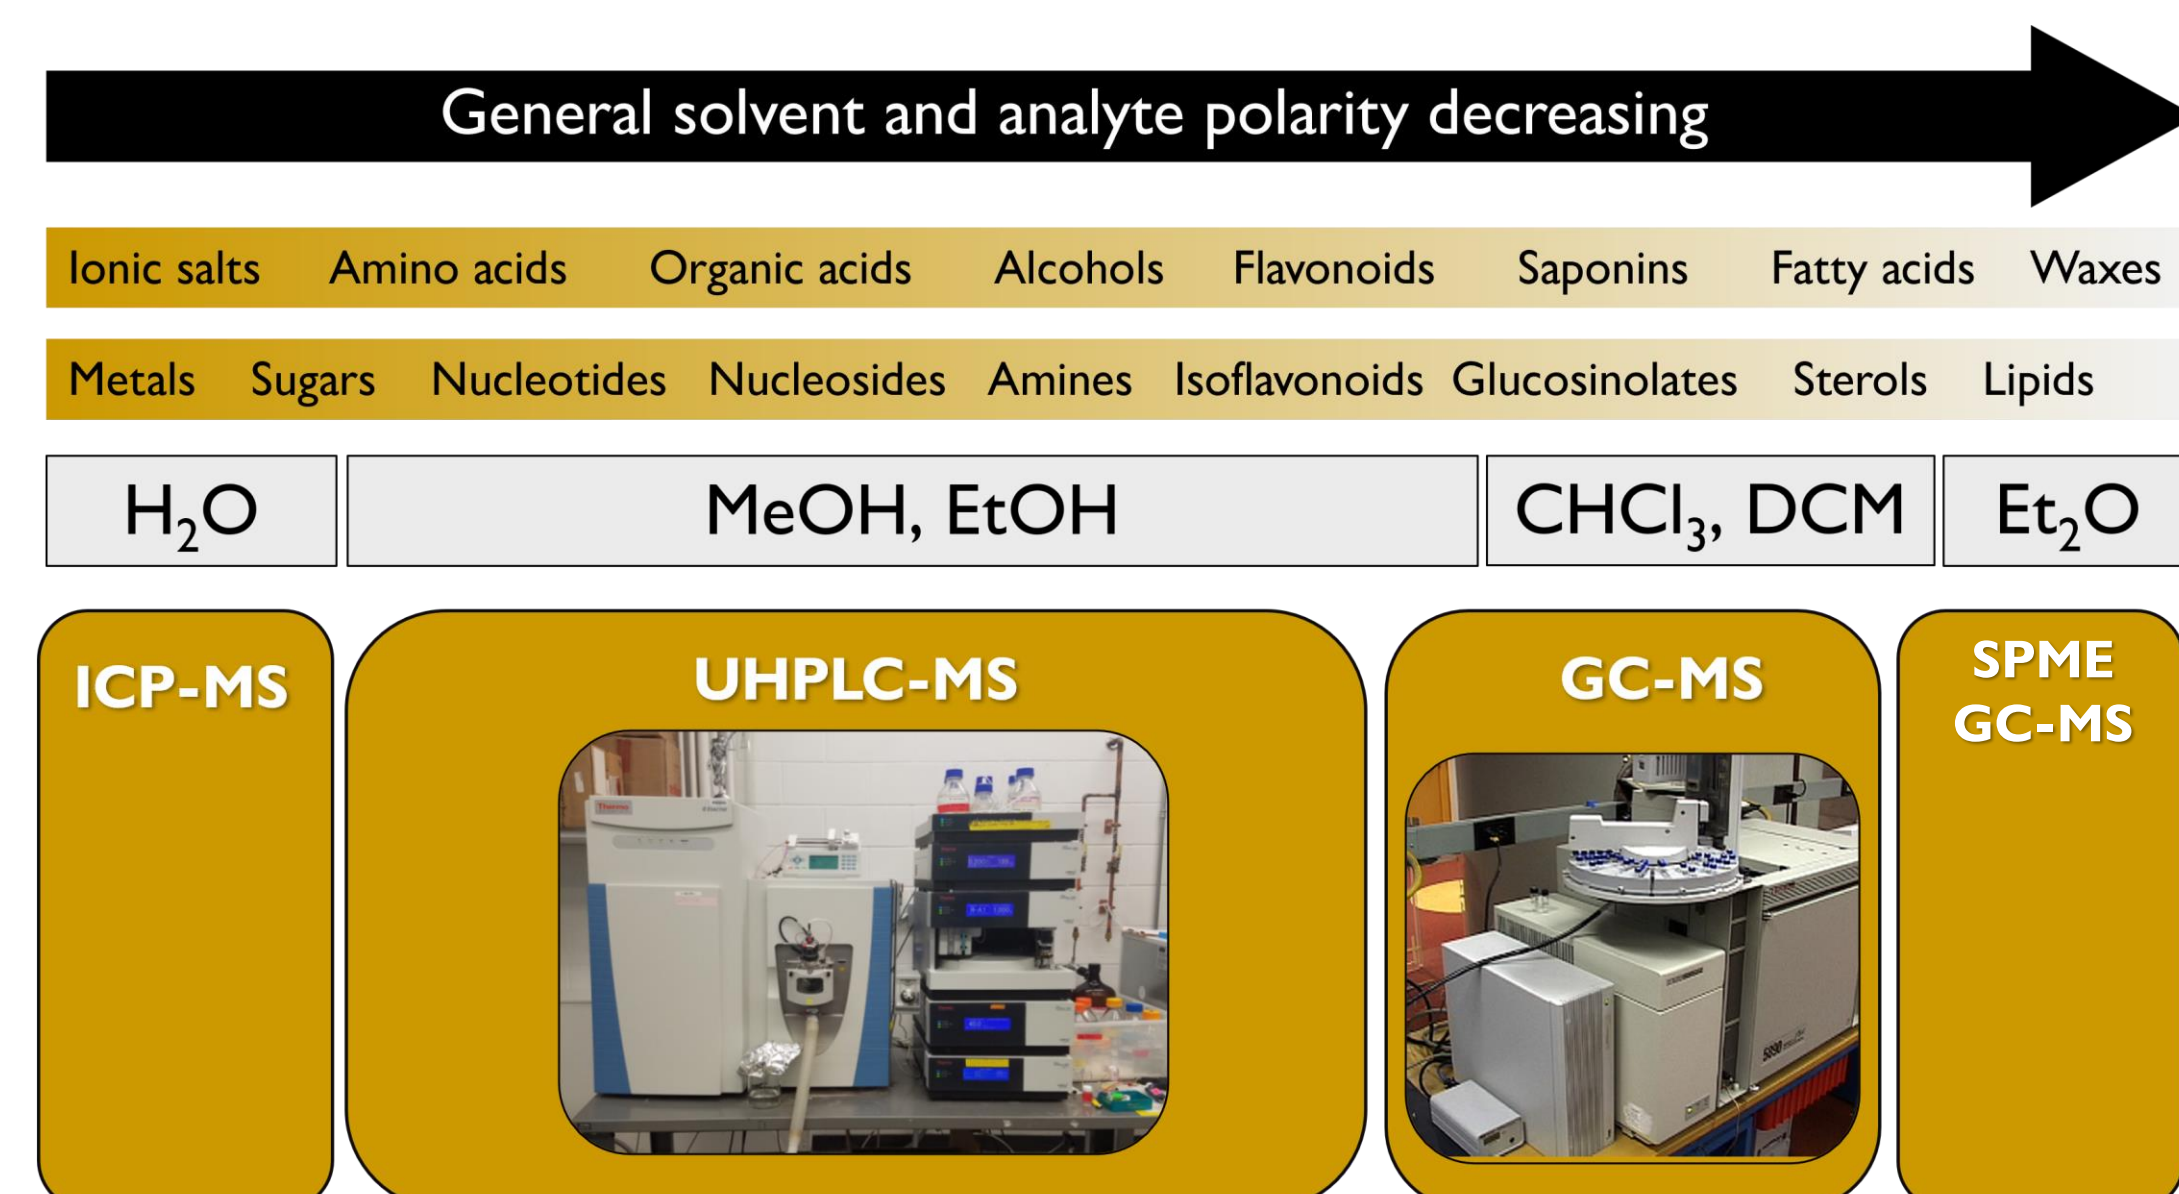 General solvent and analyte polarity decreasing
Ionic salts Amino acids Organic acids Alcohols Flavonoids Saponins Fatty acids Waxes
Metals Sugars Nucleotides Nucleosides Amines Isoflavonoids Glucosinolates Sterols Lipids
H₂O MeOH, EtOH CHCl₃, DCM Et₂O
ICP-MS
UHPLC-MS
GC-MS
SPME
GC-MS
Thermo
5890